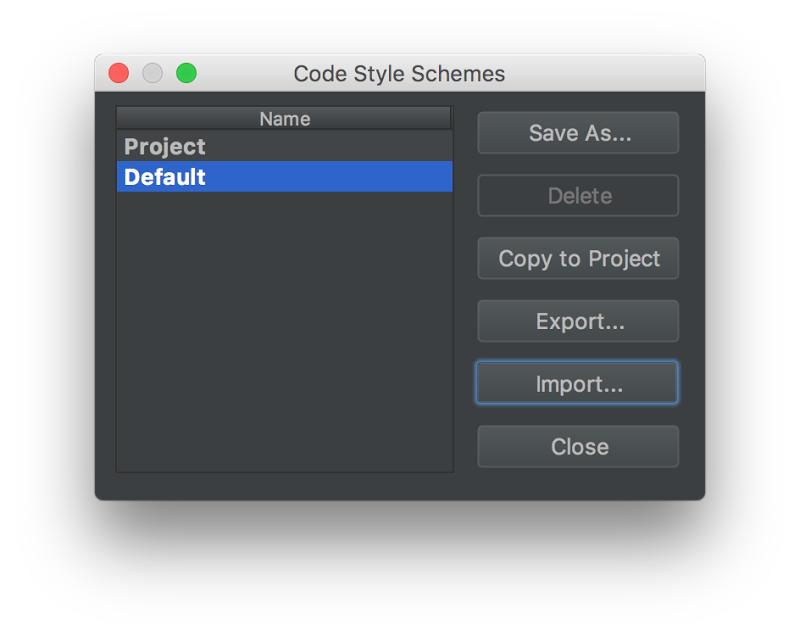 Code Style Schemes
Name
Project
Default
Save As...
Delete
Copy to Project
Export...
Import...
Close